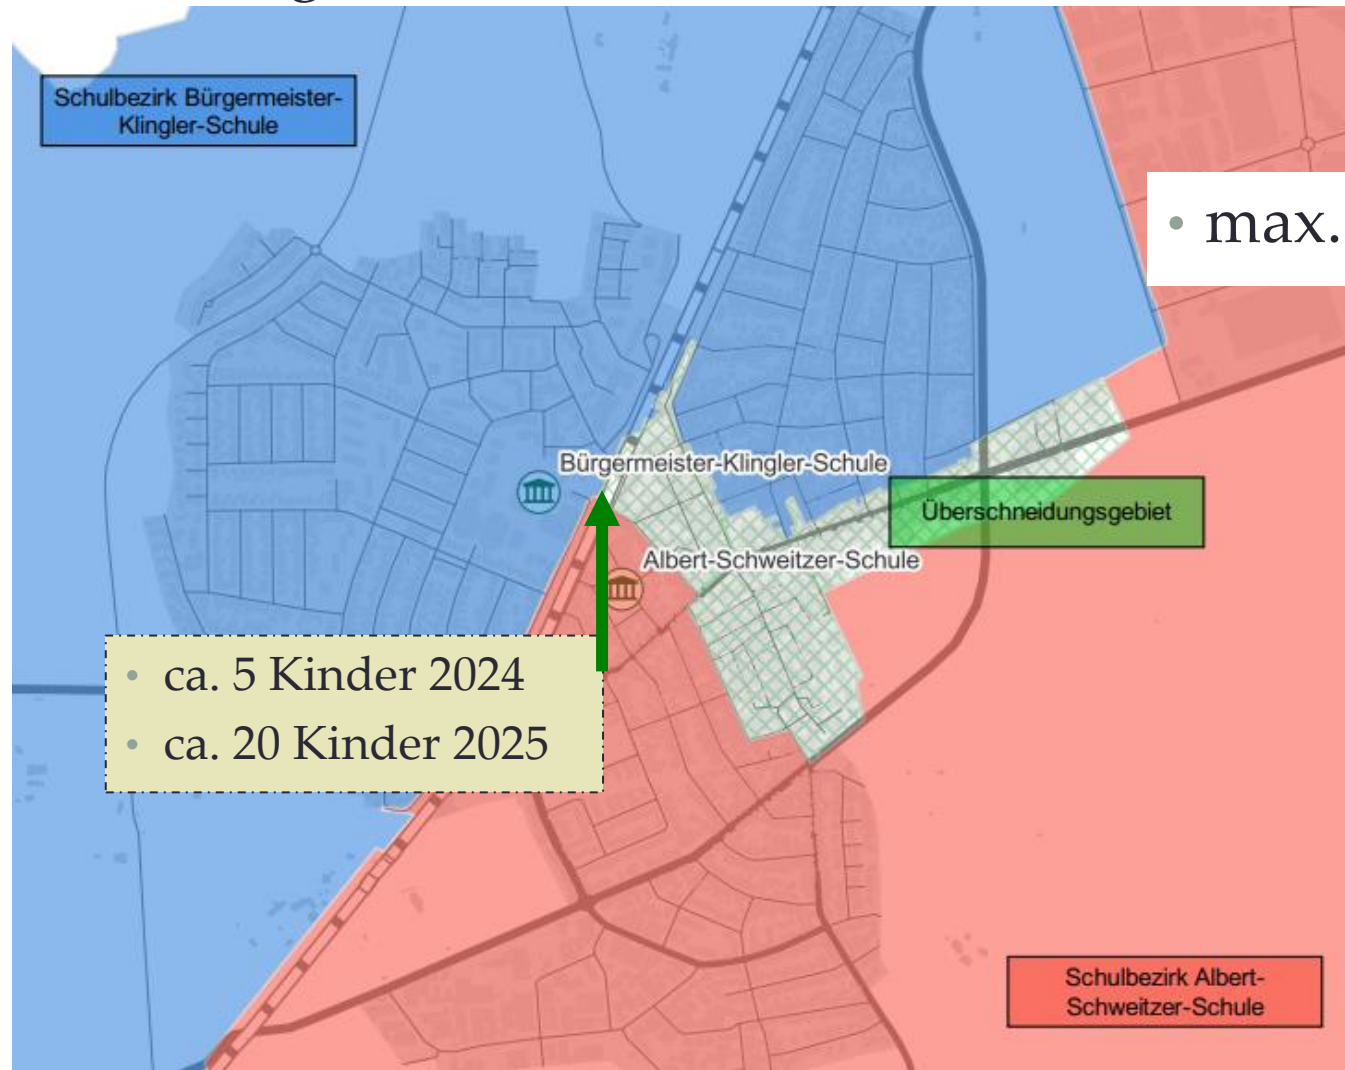 Schulbezirk Bürgermeister-
Klingler-Schule
• max.
Bürgermeister-Klingler-Schule
Überschneidungsgebiet
Albert-Schweitzer-Schule
• ca. 5 Kinder 2024
• ca. 20 Kinder 2025
Schulbezirk Albert-
Schweitzer-Schule